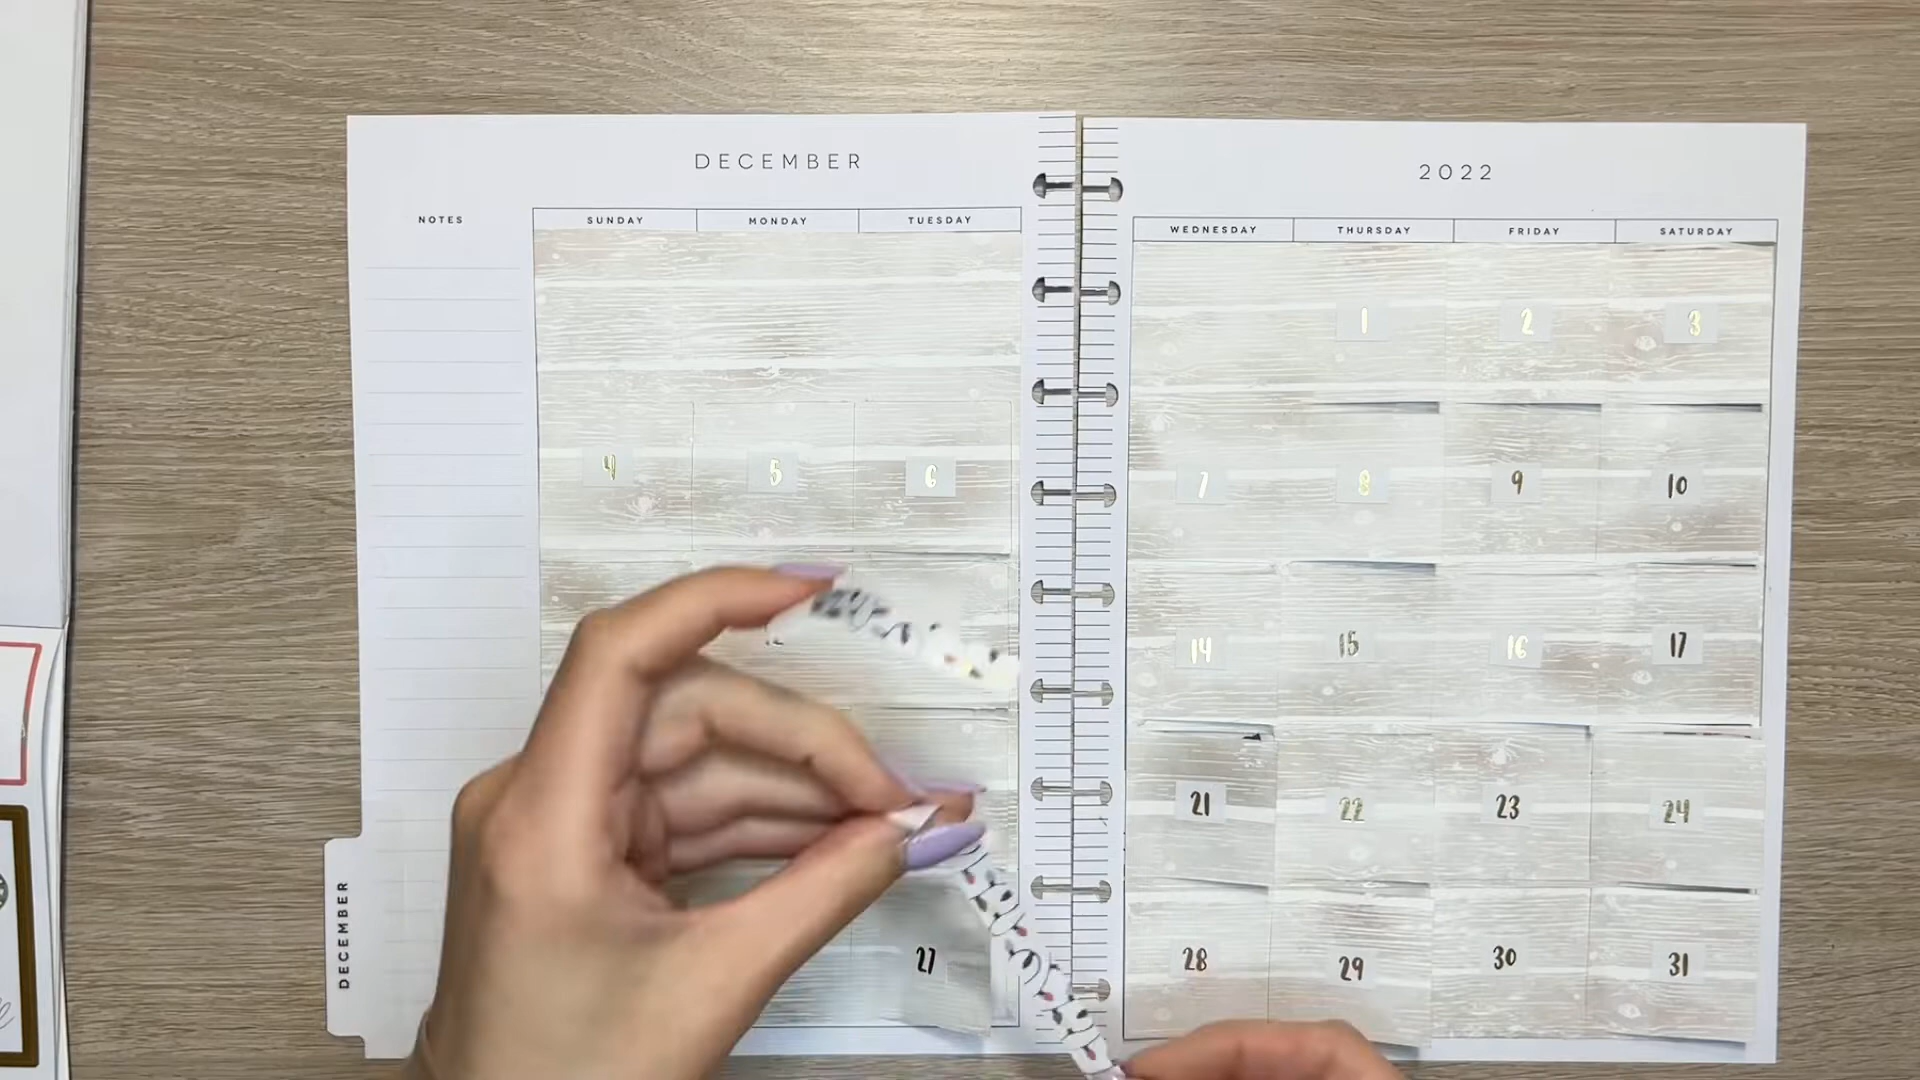 DECEMBER
2022
NOTES
SUNDAY MONDAY TUESDAY
WEDNESDAY THURSDAY FRIDAY SATURDAY
1 2 3
4 5 6
7 8 9 10
14 15 16 17
21 22 23 24
27
28 29 30 31
DECEMBER